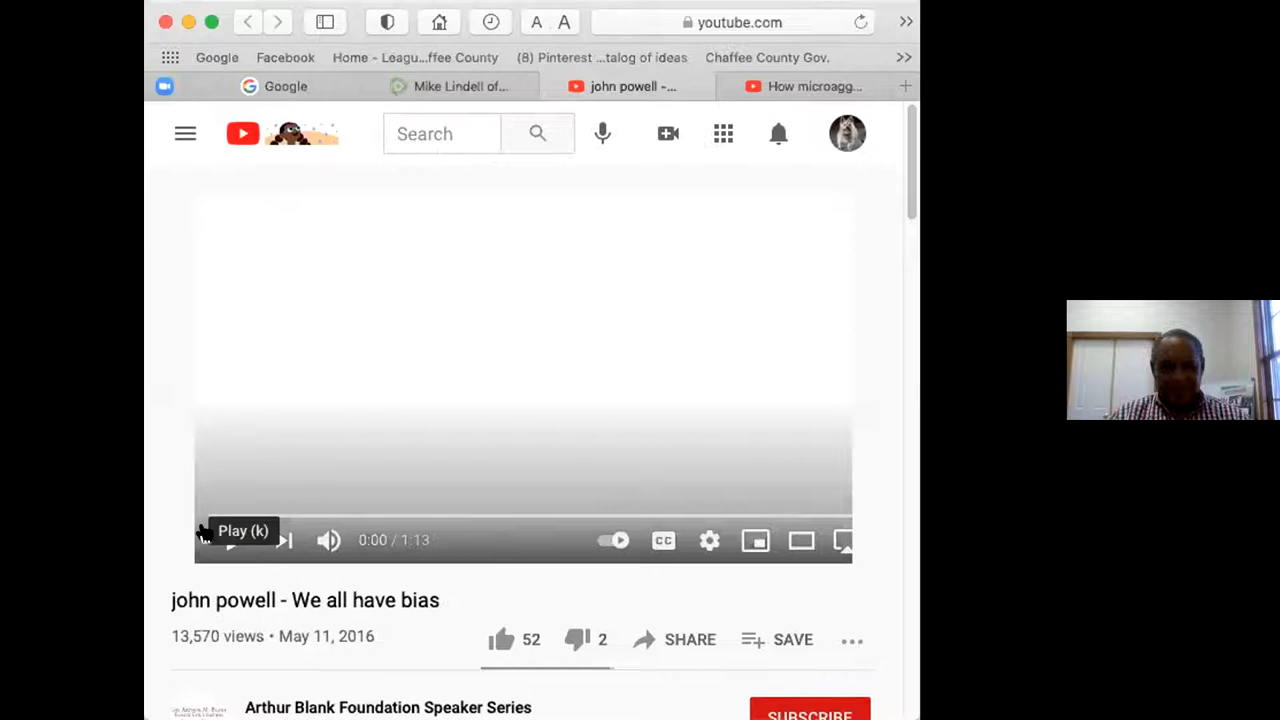 A A youtube.com
Google Facebook Home - Leagu...ffee County (8) Pinterest ...talog of ideas Chaffee County Gov.
Google Mike Lindell of... john powell -... How microagg...
Search
Play (k)
0:00 / 1:13 CC
john powell - We all have bias
13,570 views • May 11, 2016 52 2 SHARE SAVE
Arthur Blank Foundation Speaker Series SUBSCRIBE